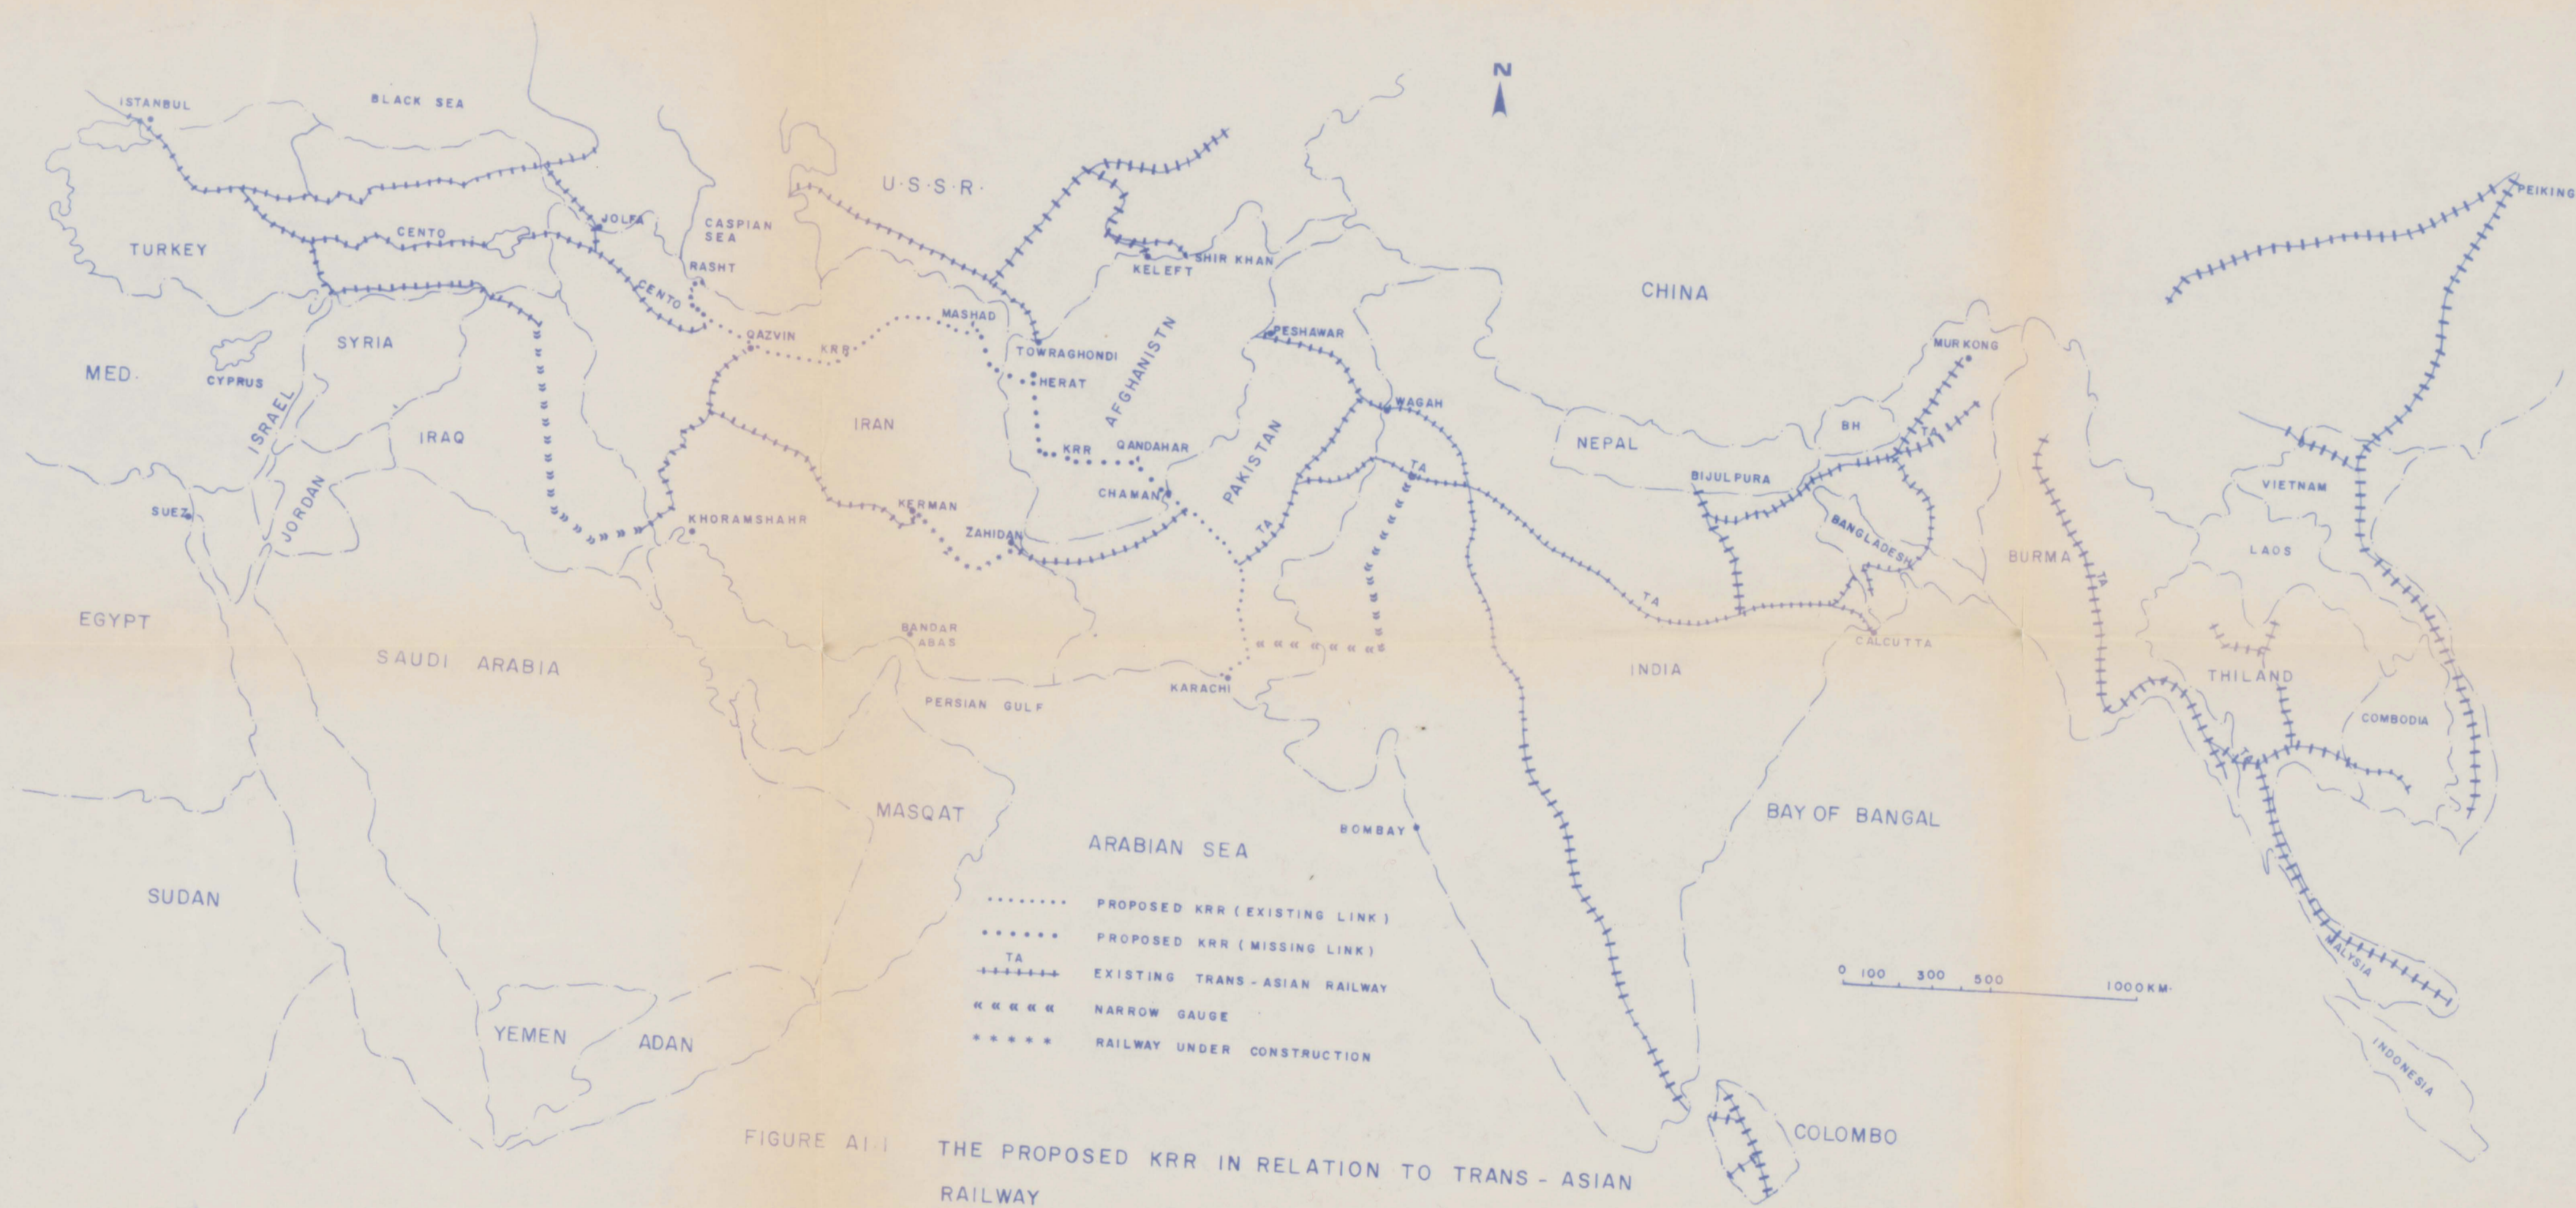 N
ISTANBUL
BLACK SEA
U.S.S.R.
PEIKING
JOLFA
CENTO
CASPIAN
SEA
TURKEY
RASHT
SHIR KHAN
KELEFT
CHINA
CENTO
MASHAD
QAZVIN
KRR
PESHAWAR
MURKONG
SYRIA
TOWRAGHONDI
MED.
CYPRUS
HERAT
AFGHANISTN
WAGAH
ISRAEL
IRAQ
IRAN
BH
TA
NEPAL
KRR
QANDAHAR
PAKISTAN
TA
BIJULPURA
VIETNAM
CHAMAN
JORDAN
SUEZ
KERMAN
KHORAMSHAHR
ZAHIDAN
TA
BANGLADESH
BURMA
LAOS
TA
TA
EGYPT
BANDAR
ABAS
CALCUTTA
SAUDI ARABIA
INDIA
THILAND
KARACHI
PERSIAN GULF
COMBODIA
TA
MASQAT
BAY OF BANGAL
BOMBAY
ARABIAN SEA
SUDAN
PROPOSED KRR (EXISTING LINK)
PROPOSED KRR (MISSING LINK)
TA
EXISTING TRANS-ASIAN RAILWAY
NARROW GAUGE
RAILWAY UNDER CONSTRUCTION
0 100 300 500 1000KM.
MALYSIA
YEMEN
ADAN
INDONESIA
COLOMBO
FIGURE A1.1 THE PROPOSED KRR IN RELATION TO TRANS-ASIAN
RAILWAY